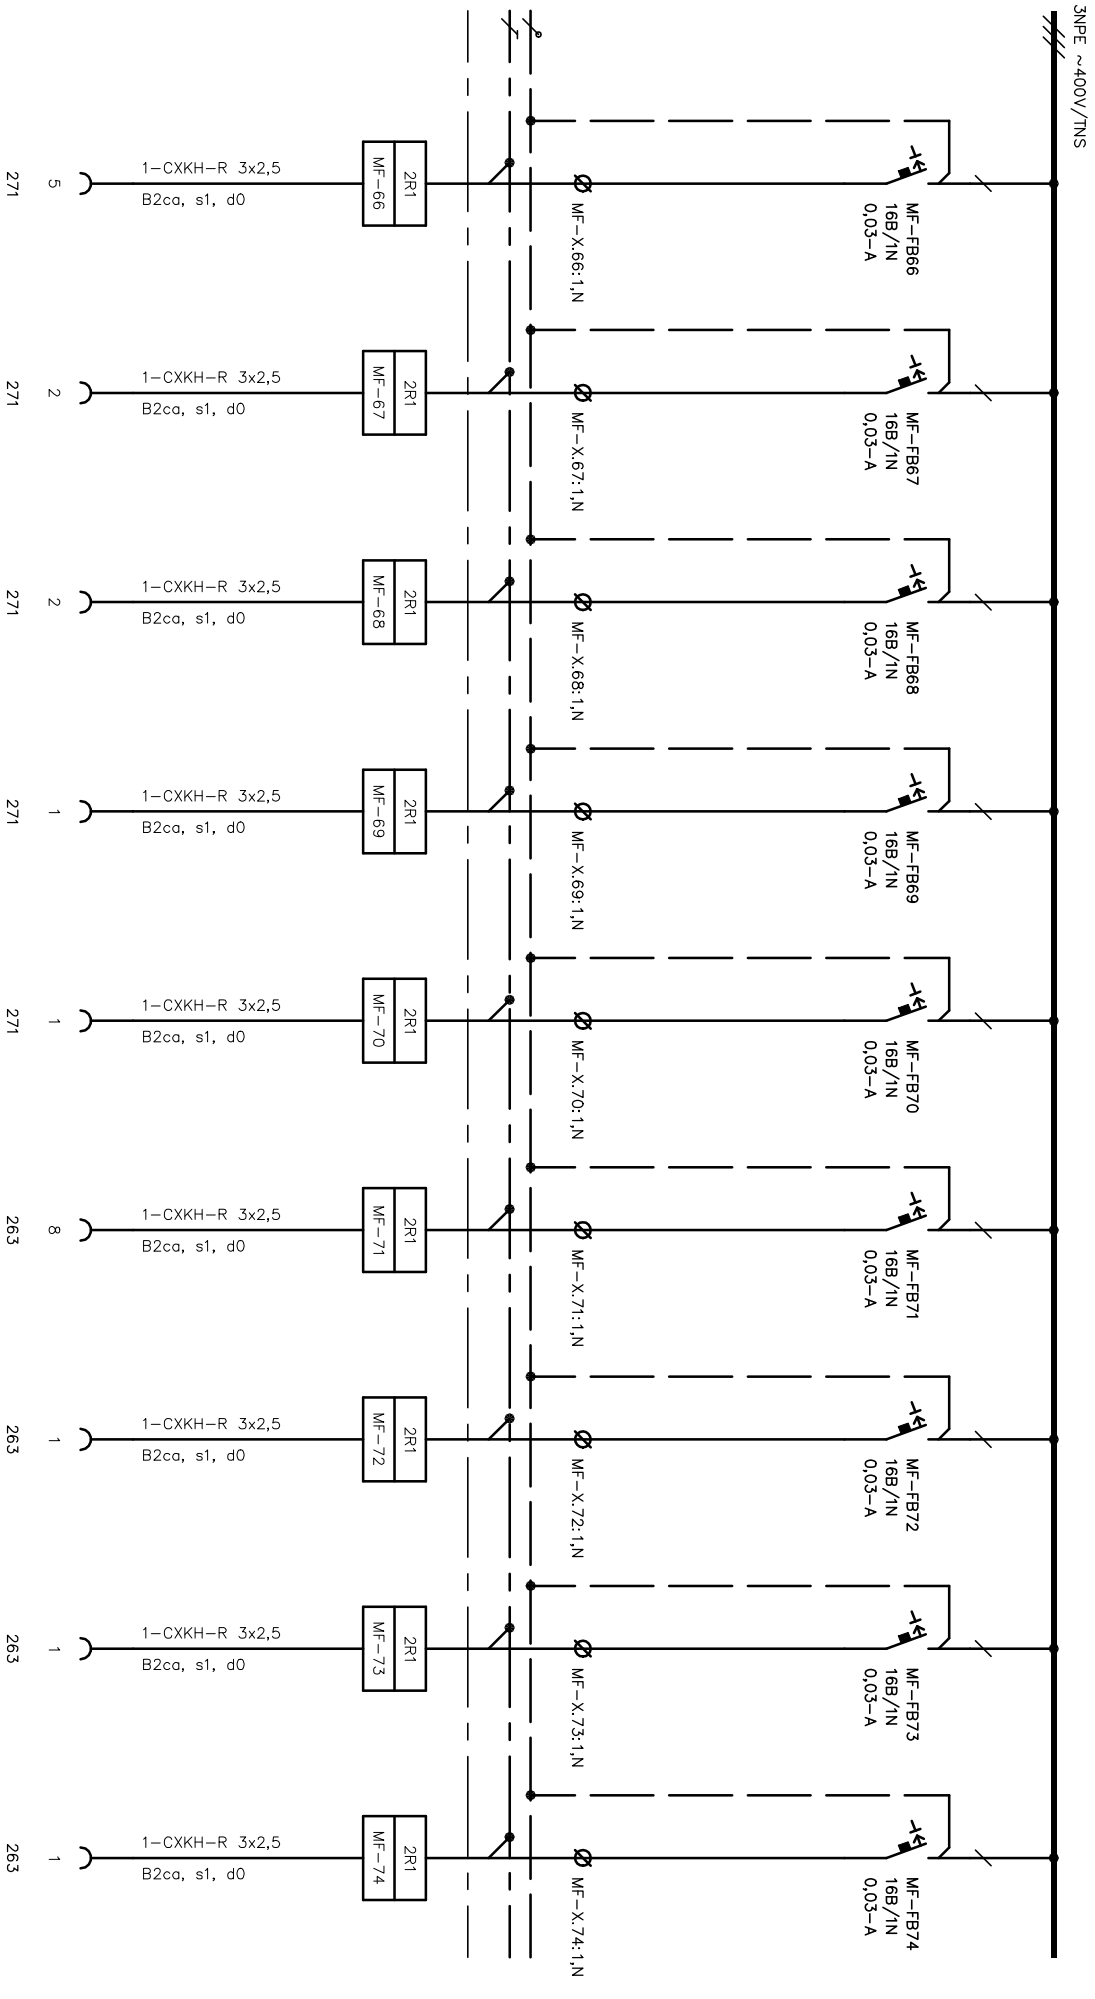 3NPE ~400V/TNS
MF-FB66
16B/1N
0,03-A
MF-X.66:1,N
2R1
MF-66
1-CXKH-R 3x2,5
B2ca, s1, d0
5
271
MF-FB67
16B/1N
0,03-A
MF-X.67:1,N
2R1
MF-67
1-CXKH-R 3x2,5
B2ca, s1, d0
2
271
MF-FB68
16B/1N
0,03-A
MF-X.68:1,N
2R1
MF-68
1-CXKH-R 3x2,5
B2ca, s1, d0
2
271
MF-FB69
16B/1N
0,03-A
MF-X.69:1,N
2R1
MF-69
1-CXKH-R 3x2,5
B2ca, s1, d0
1
271
MF-FB70
16B/1N
0,03-A
MF-X.70:1,N
2R1
MF-70
1-CXKH-R 3x2,5
B2ca, s1, d0
1
271
MF-FB71
16B/1N
0,03-A
MF-X.71:1,N
2R1
MF-71
1-CXKH-R 3x2,5
B2ca, s1, d0
8
263
MF-FB72
16B/1N
0,03-A
MF-X.72:1,N
2R1
MF-72
1-CXKH-R 3x2,5
B2ca, s1, d0
1
263
MF-FB73
16B/1N
0,03-A
MF-X.73:1,N
2R1
MF-73
1-CXKH-R 3x2,5
B2ca, s1, d0
1
263
MF-FB74
16B/1N
0,03-A
MF-X.74:1,N
2R1
MF-74
1-CXKH-R 3x2,5
B2ca, s1, d0
1
263